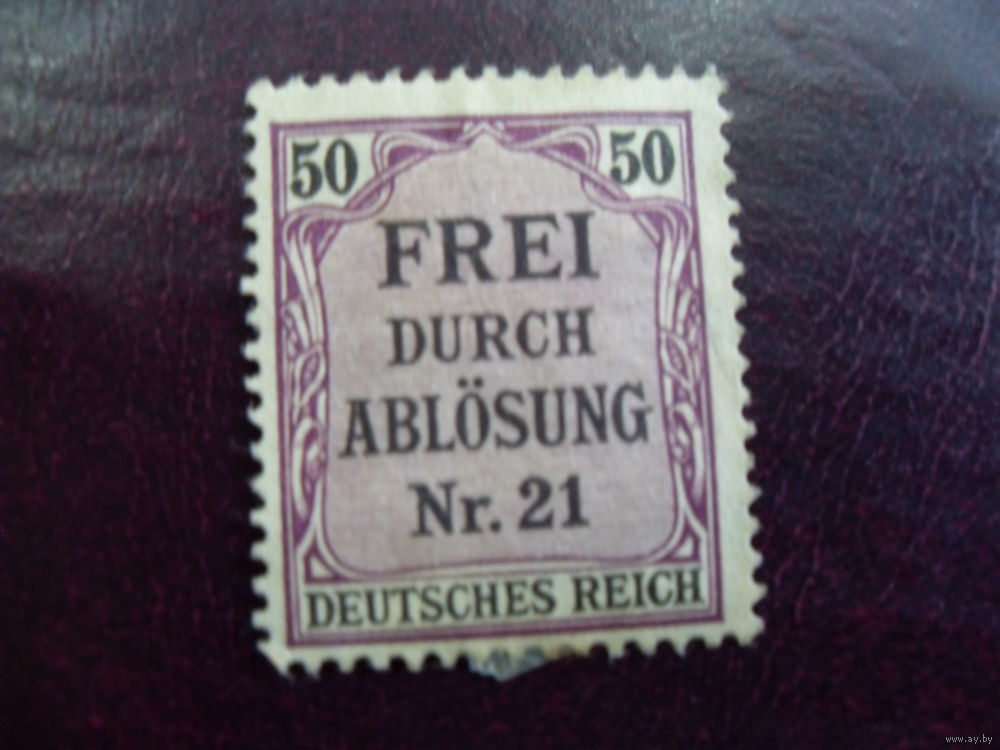 50 50
FREI
DURCH
ABLÖSUNG
Nr. 21
DEUTSCHES REICH
www.ay.by